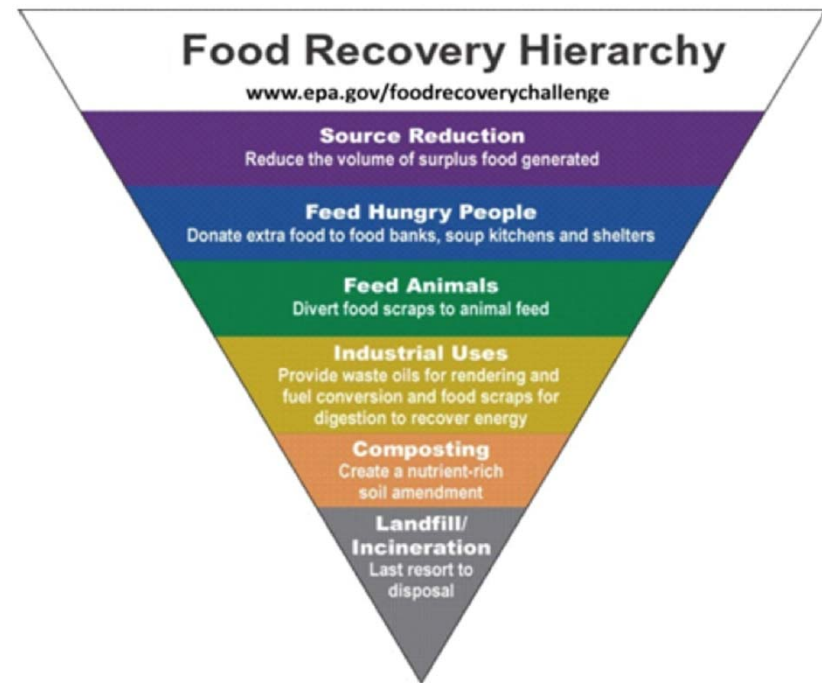 Food Recovery Hierarchy
www.epa.gov/foodrecoverychallenge
Source Reduction
Reduce the volume of surplus food generated
Feed Hungry People
Donate extra food to food banks, soup kitchens and shelters
Feed Animals
Divert food scraps to animal feed
Industrial Uses
Provide waste oils for rendering and
fuel conversion and food scraps for
digestion to recover energy
Composting
Create a nutrient-rich
soil amendment
Landfill/
Incineration
Last resort to
disposal